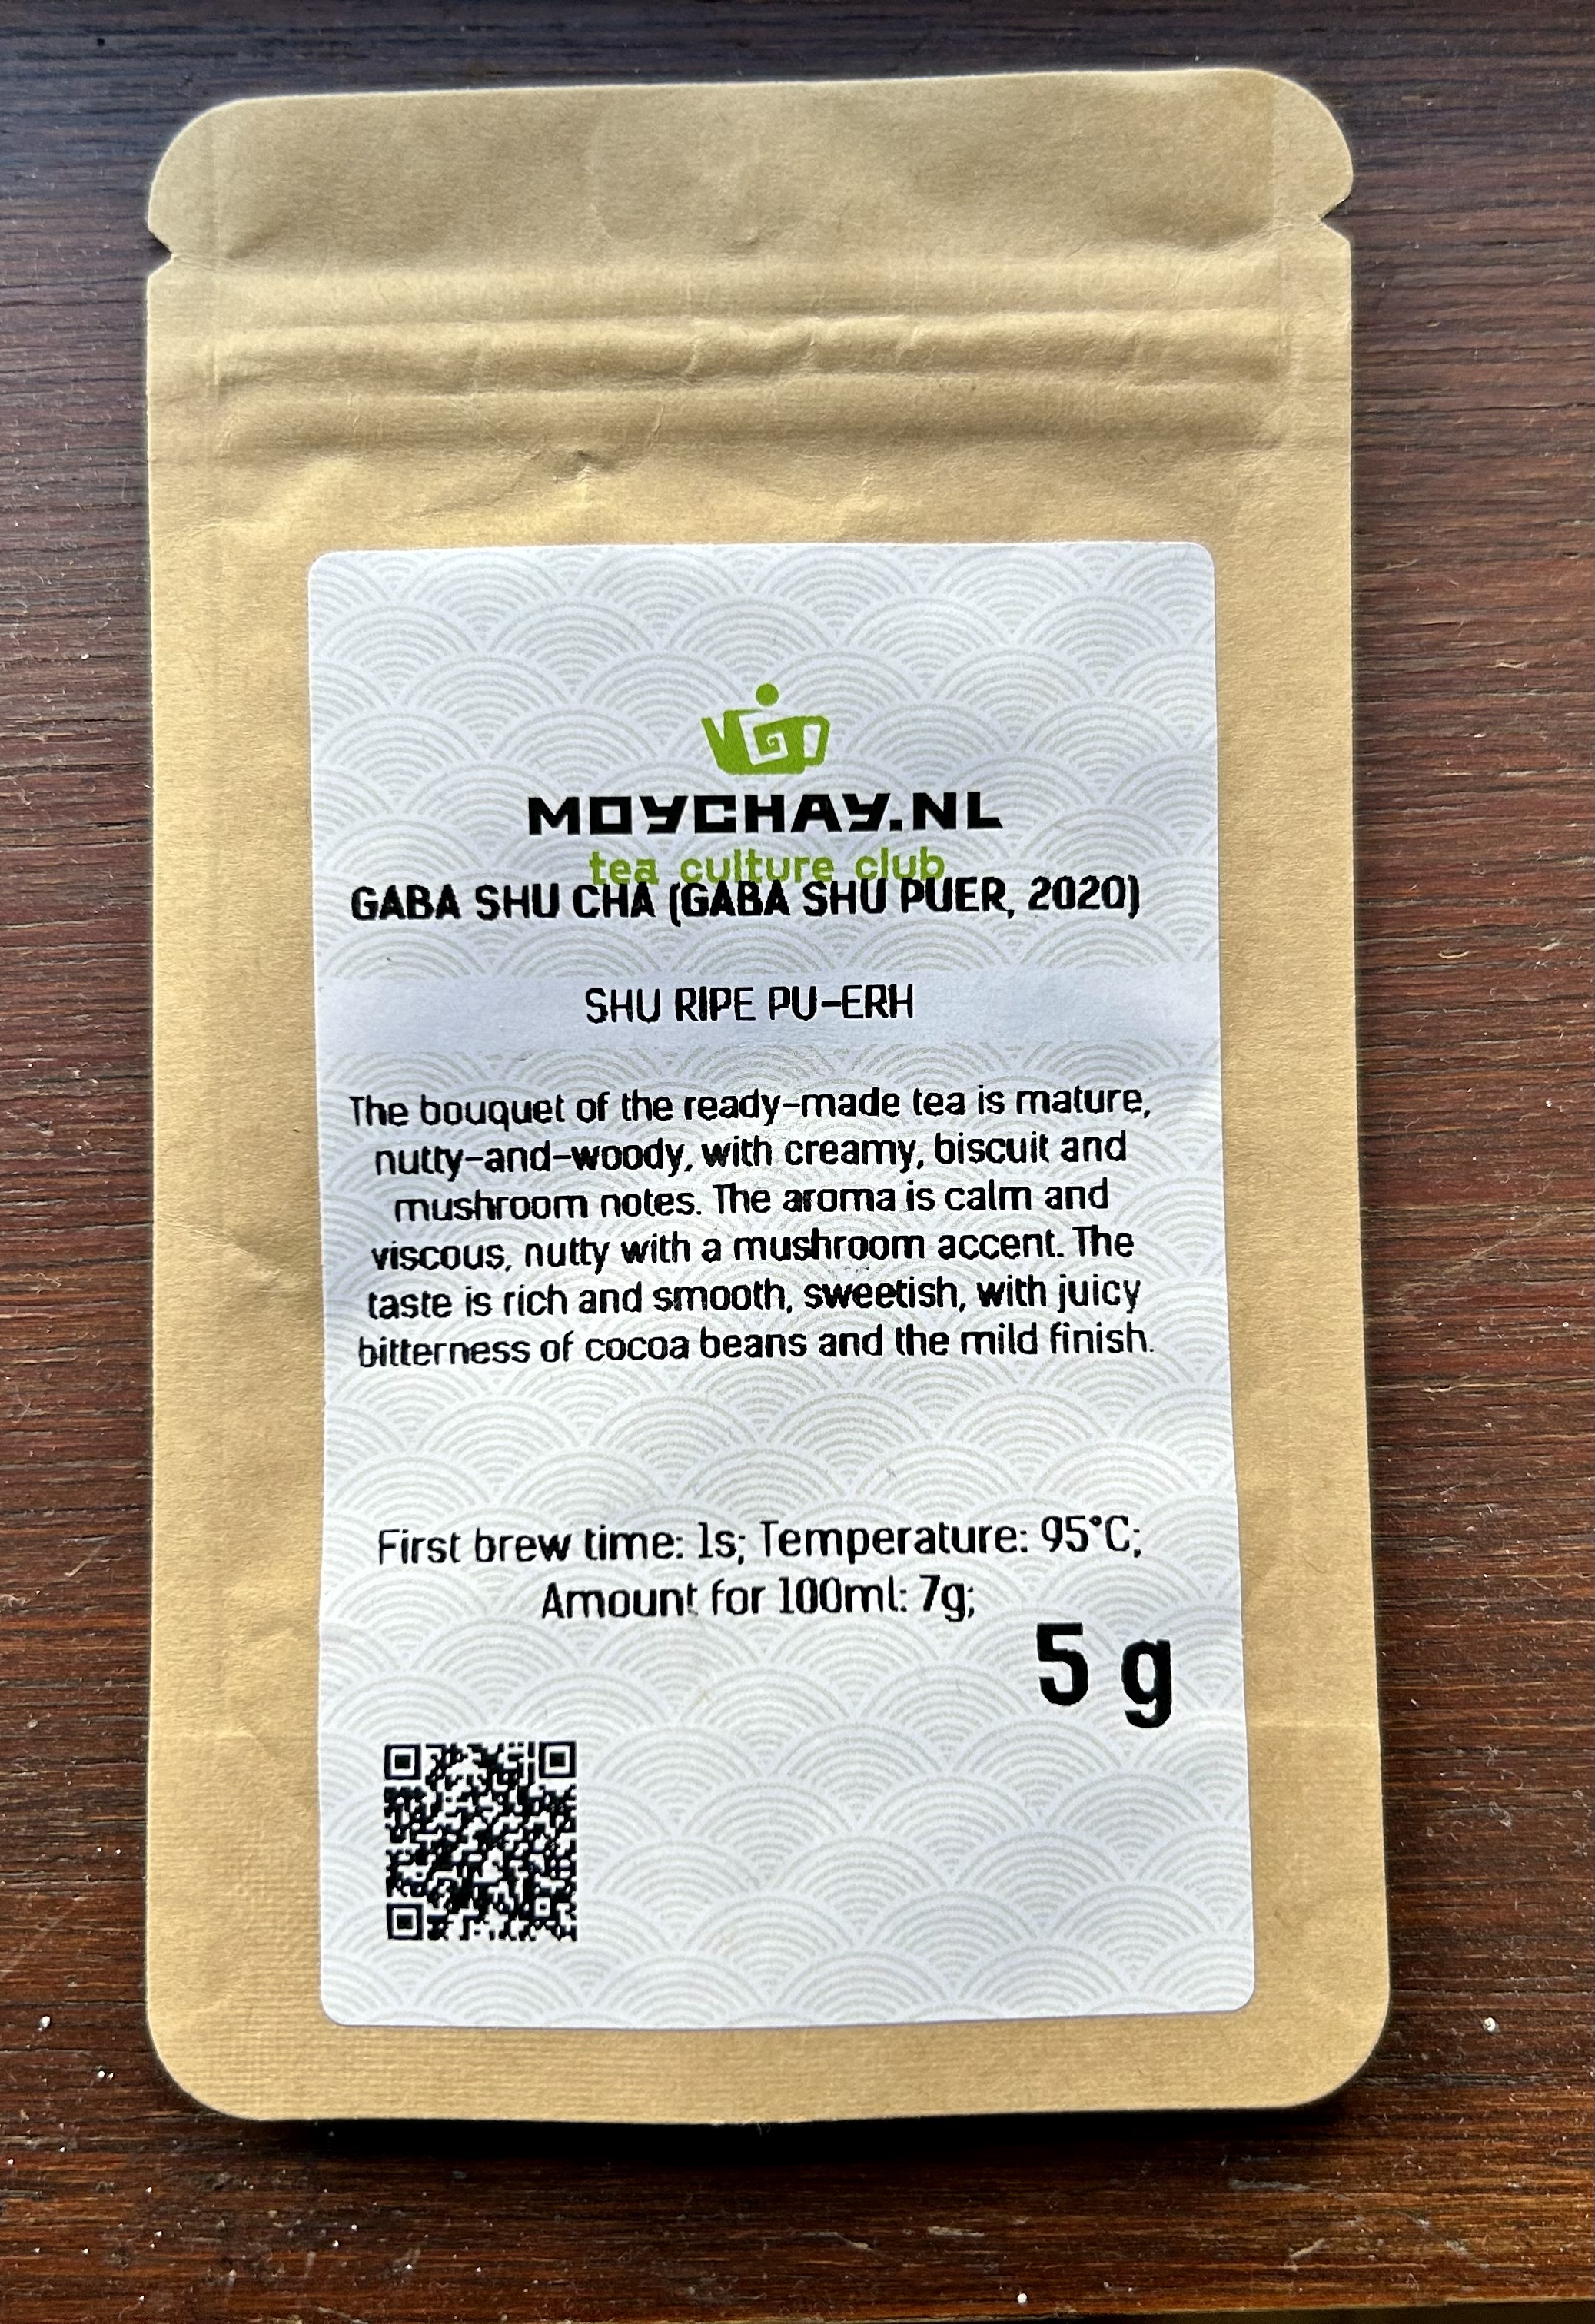 MOYCHAY.NL
tea culture club
GABA SHU CHA (GABA SHU PUER, 2020)
SHU RIPE PU-ERH
The bouquet of the ready-made tea is mature,
nutty-and-woody, with creamy, biscuit and
mushroom notes. The aroma is calm and
viscous, nutty with a mushroom accent. The
taste is rich and smooth, sweetish, with juicy
bitterness of cocoa beans and the mild finish.
First brew time: 1s; Temperature: 95°C;
Amount for 100ml: 7g;
5 g